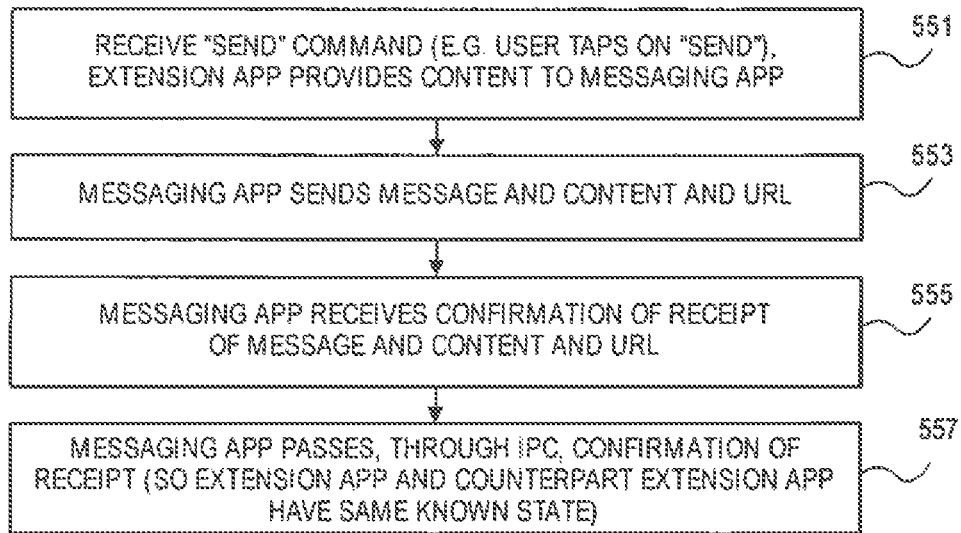 RECEIVE "SEND" COMMAND (E.G. USER TAPS ON "SEND"),
EXTENSION APP PROVIDES CONTENT TO MESSAGING APP
551
MESSAGING APP SENDS MESSAGE AND CONTENT AND URL
553
MESSAGING APP RECEIVES CONFIRMATION OF RECEIPT
OF MESSAGE AND CONTENT AND URL
555
MESSAGING APP PASSES, THROUGH IPC, CONFIRMATION OF
RECEIPT (SO EXTENSION APP AND COUNTERPART EXTENSION APP
HAVE SAME KNOWN STATE)
557